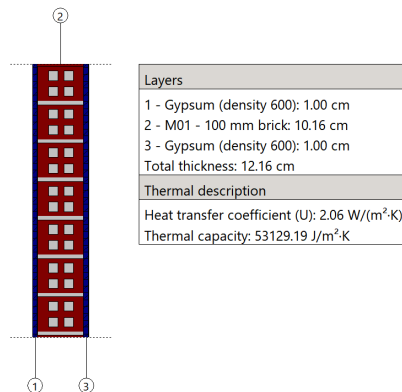 2
Layers
1 - Gypsum (density 600): 1.00 cm
2 - M01 - 100 mm brick: 10.16 cm
3 - Gypsum (density 600): 1.00 cm
Total thickness: 12.16 cm
Thermal description
Heat transfer coefficient (U): 2.06 W/(m²·K)
Thermal capacity: 53129.19 J/m²·K
1 3